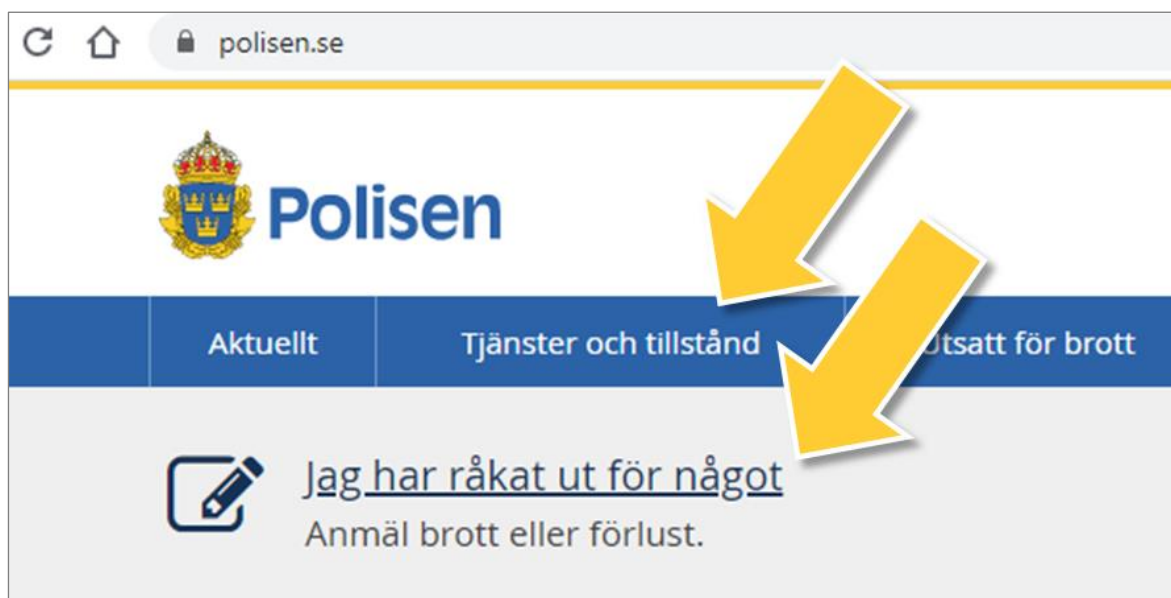 polisen.se
Polisen
Aktuellt Tjänster och tillstånd Utsatt för brott
Jag har råkat ut för något
Anmäl brott eller förlust.